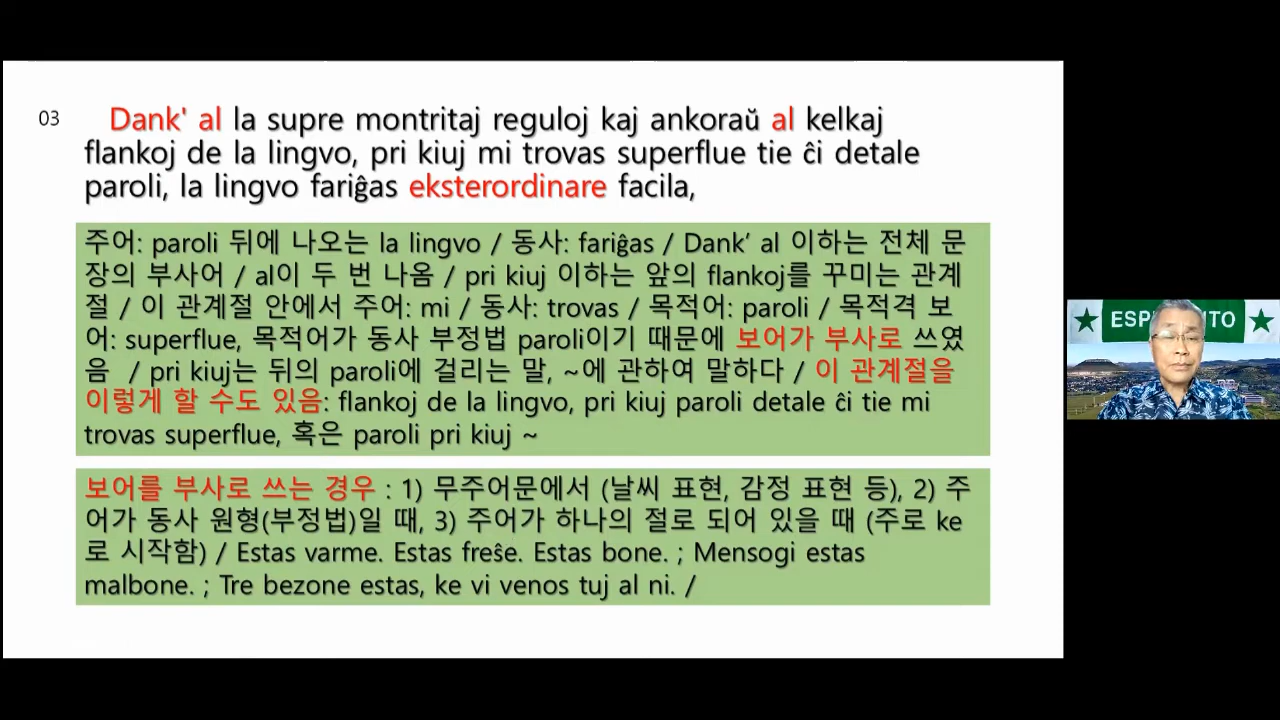 03
Dank' al la supre montritaj reguloj kaj ankoraŭ al kelkaj
flankoj de la lingvo, pri kiuj mi trovas superflue tie ĉi detale
paroli, la lingvo fariĝas eksterordinare facila,
주어: paroli 뒤에 나오는 la lingvo / 동사: fariĝas / Dank’ al 이하는 전체 문
장의 부사어 / al이 두 번 나옴 / pri kiuj 이하는 앞의 flankoj를 꾸미는 관계
절 / 이 관계절 안에서 주어: mi / 동사: trovas / 목적어: paroli / 목적격 보
어: superflue, 목적어가 동사 부정법 paroli이기 때문에 보어가 부사로 쓰였
음 / pri kiuj는 뒤의 paroli에 걸리는 말, ~에 관하여 말하다 / 이 관계절을
이렇게 할 수도 있음: flankoj de la lingvo, pri kiuj paroli detale ĉi tie mi
trovas superflue, 혹은 paroli pri kiuj ~
보어를 부사로 쓰는 경우 : 1) 무주어문에서 (날씨 표현, 감정 표현 등), 2) 주
어가 동사 원형(부정법)일 때, 3) 주어가 하나의 절로 되어 있을 때 (주로 ke
로 시작함) / Estas varme. Estas freŝe. Estas bone. ; Mensogi estas
malbone. ; Tre bezone estas, ke vi venos tuj al ni. /